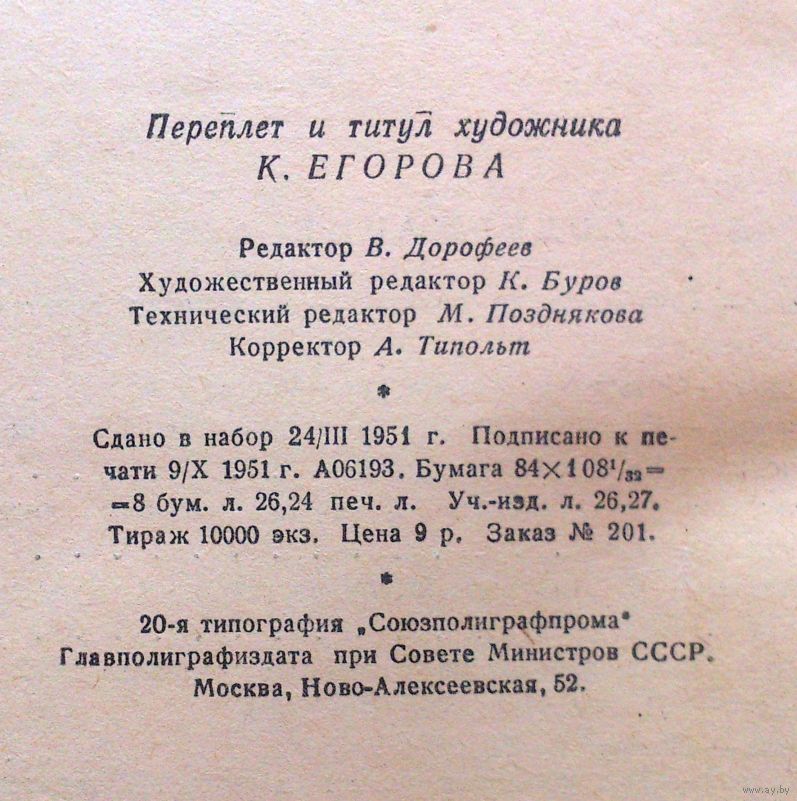 Переплет и титул художника
К. ЕГОРОВА
Редактор В. Дорофеев
Художественный редактор К. Буров
Технический редактор М. Позднякова
Корректор А. Типольт
*
Сдано в набор 24/III 1951 г. Подписано к пе-
чати 9/X 1951 г. А06193. Бумага 84×108¹/₃₂=
=8 бум. л. 26,24 печ. л. Уч.-изд. л. 26,27.
Тираж 10000 экз. Цена 9 р. Заказ № 201.
*
20-я типография „Союзполиграфпрома"
Главполиграфиздата при Совете Министров СССР.
Москва, Ново-Алексеевская, 52.
www.ay.by